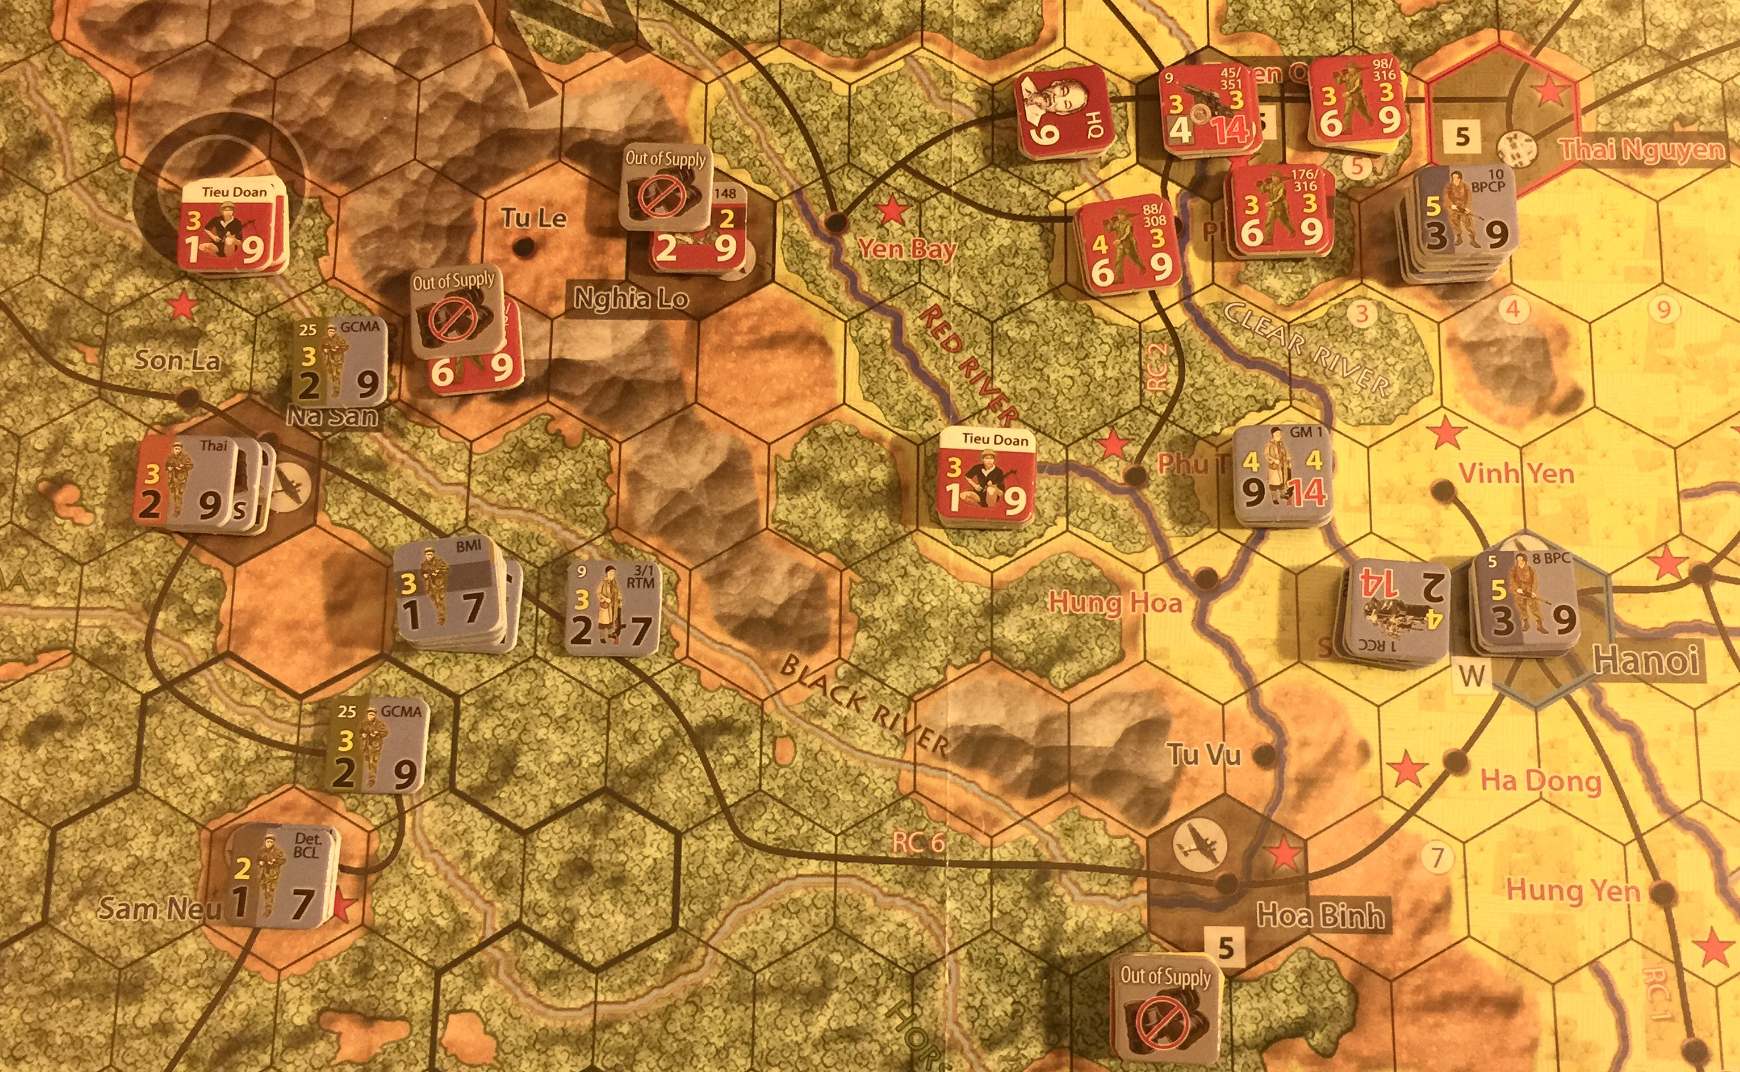 45/
351
9
3
3
4
14
98/
316
3
3
6
9
HQ
9
5
Thai Nguyen
5
10
BPCP
5
3
9
Out of Supply
148
2
2
9
Tieu Doan
3
1
9
Tu Le
Nghia Lo
Yen Bay
88/
308
4
3
6
9
176/
316
3
3
6
9
Out of Supply
6
9
25
GCMA
3
2
9
Son La
Na San
RED RIVER
CLEAR RIVER
RC2
3
4
9
Thai
3
2
9
S
Tieu Doan
3
1
9
Phu T
GM 1
4
4
9
14
Vinh Yen
BMI
3
1
7
9
3/1
RTM
3
2
7
Hung Hoa
1 RCC
4
2
14
5
8 BPC
5
3
9
W
Hanoi
BLACK RIVER
25
GCMA
3
2
9
Tu Vu
Ha Dong
RC 6
7
Det.
BCL
2
1
7
Sam Neu
Hoa Binh
Hung Yen
5
Out of Supply
RC 1